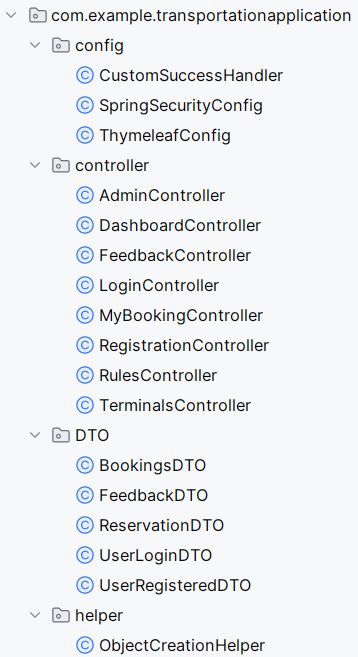 com.example.transportationapplication
config
CustomSuccessHandler
SpringSecurityConfig
ThymeleafConfig
controller
AdminController
DashboardController
FeedbackController
LoginController
MyBookingController
RegistrationController
RulesController
TerminalsController
DTO
BookingsDTO
FeedbackDTO
ReservationDTO
UserLoginDTO
UserRegisteredDTO
helper
ObjectCreationHelper